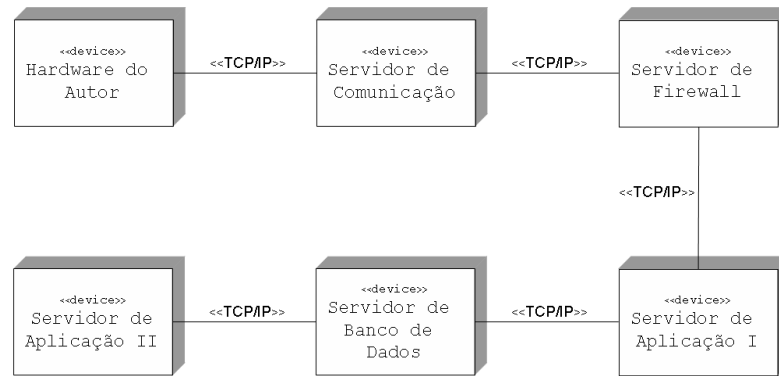 <<device>>
Hardware do
Autor
<<TCP/IP>>
<<device>>
Servidor de
Comunicação
<<TCP/IP>>
<<device>>
Servidor de
Firewall
<<TCP/IP>>
<<device>>
Servidor de
Aplicação II
<<TCP/IP>>
<<device>>
Servidor de
Banco de
Dados
<<TCP/IP>>
<<device>>
Servidor de
Aplicação I